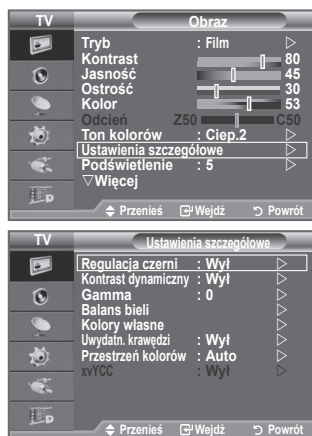 TV Obraz
Tryb : Film
Kontrast 80
Jasność 45
Ostrość 30
Kolor 53
Odcień Z50 C50
Ton kolorów : Ciep.2
Ustawienia szczegółowe
Podświetlenie : 5
▽Więcej
Przenieś Wejdź Powrót
TV Ustawienia szczegółowe
Regulacja czerni : Wył
Kontrast dynamiczny : Wył
Gamma : 0
Balans bieli
Kolory własne
Uwydatn. krawędzi : Wył
Przestrzeń kolorów : Auto
xvYCC : Wył
Przenieś Wejdź Powrót